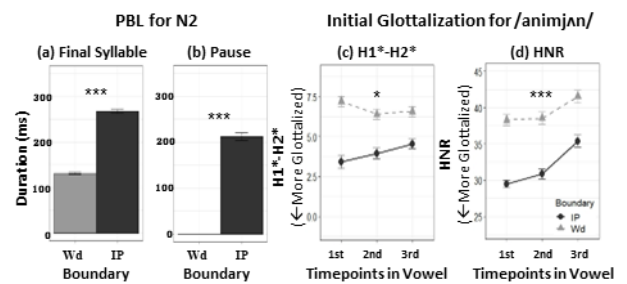 PBL for N2
Initial Glottalization for /animjʌn/
(a) Final Syllable
(b) Pause
(c) H1*-H2*
(d) HNR
Duration (ms)
300
200
100
0
***
Wd IP
Boundary
300
200
100
0
***
Wd IP
Boundary
H1*-H2*
(←More Glottalized)
7.5
5.0
2.5
0.0
*
1st 2nd 3rd
Timepoints in Vowel
HNR
(←More Glottalized)
45
40
35
30
25
***
Boundary
IP
Wd
1st 2nd 3rd
Timepoints in Vowel